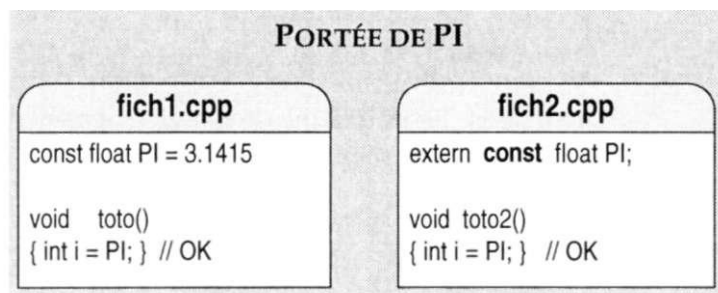 PORTÉE DE PI
fich1.cpp
const float PI = 3.1415
void toto()
{ int i = PI; } // OK
fich2.cpp
extern const float PI;
void toto2()
{ int i = PI; } // OK